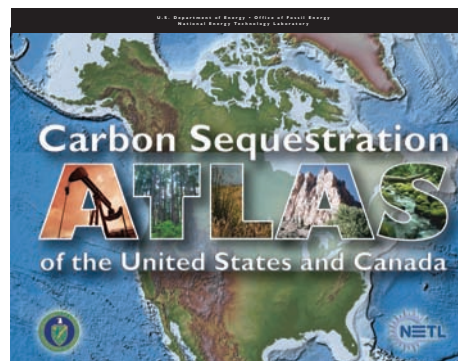 U.S. Department of Energy • Office of Fossil Energy
National Energy Technology Laboratory
Carbon Sequestration
ATLAS
of the United States and Canada
NETL